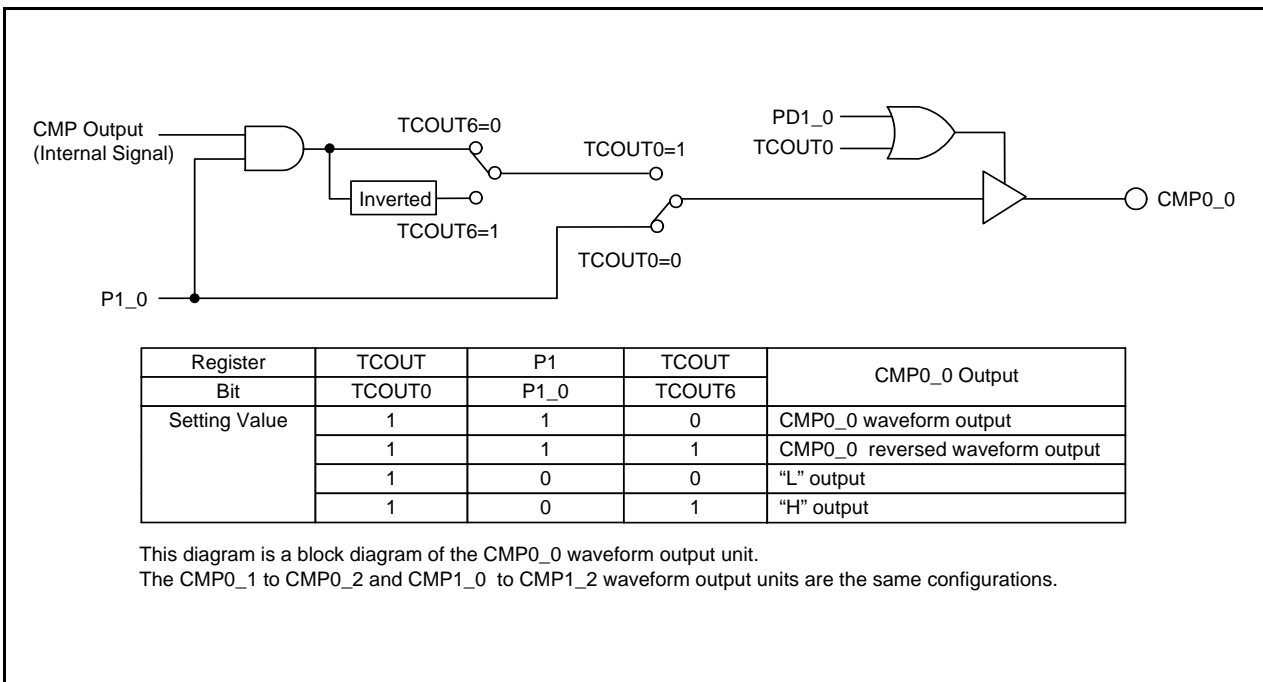 CMP Output
(Internal Signal)
TCOUT6=0
TCOUT0=1
PD1_0
TCOUT0
Inverted
CMP0_0
TCOUT6=1
TCOUT0=0
P1_0
Register TCOUT P1 TCOUT CMP0_0 Output
Bit TCOUT0 P1_0 TCOUT6
Setting Value 1 1 0 CMP0_0 waveform output
1 1 1 CMP0_0 reversed waveform output
1 0 0 “L” output
1 0 1 “H” output
This diagram is a block diagram of the CMP0_0 waveform output unit.
The CMP0_1 to CMP0_2 and CMP1_0 to CMP1_2 waveform output units are the same configurations.